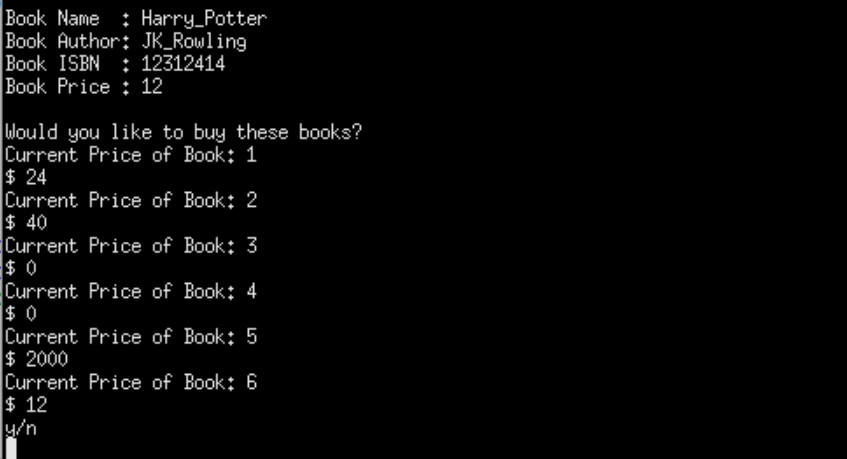 Book Name  : Harry_Potter
Book Author: JK_Rowling
Book ISBN  : 12312414
Book Price : 12
Would you like to buy these books?
Current Price of Book: 1
$ 24
Current Price of Book: 2
$ 40
Current Price of Book: 3
$ 0
Current Price of Book: 4
$ 0
Current Price of Book: 5
$ 2000
Current Price of Book: 6
$ 12
y/n